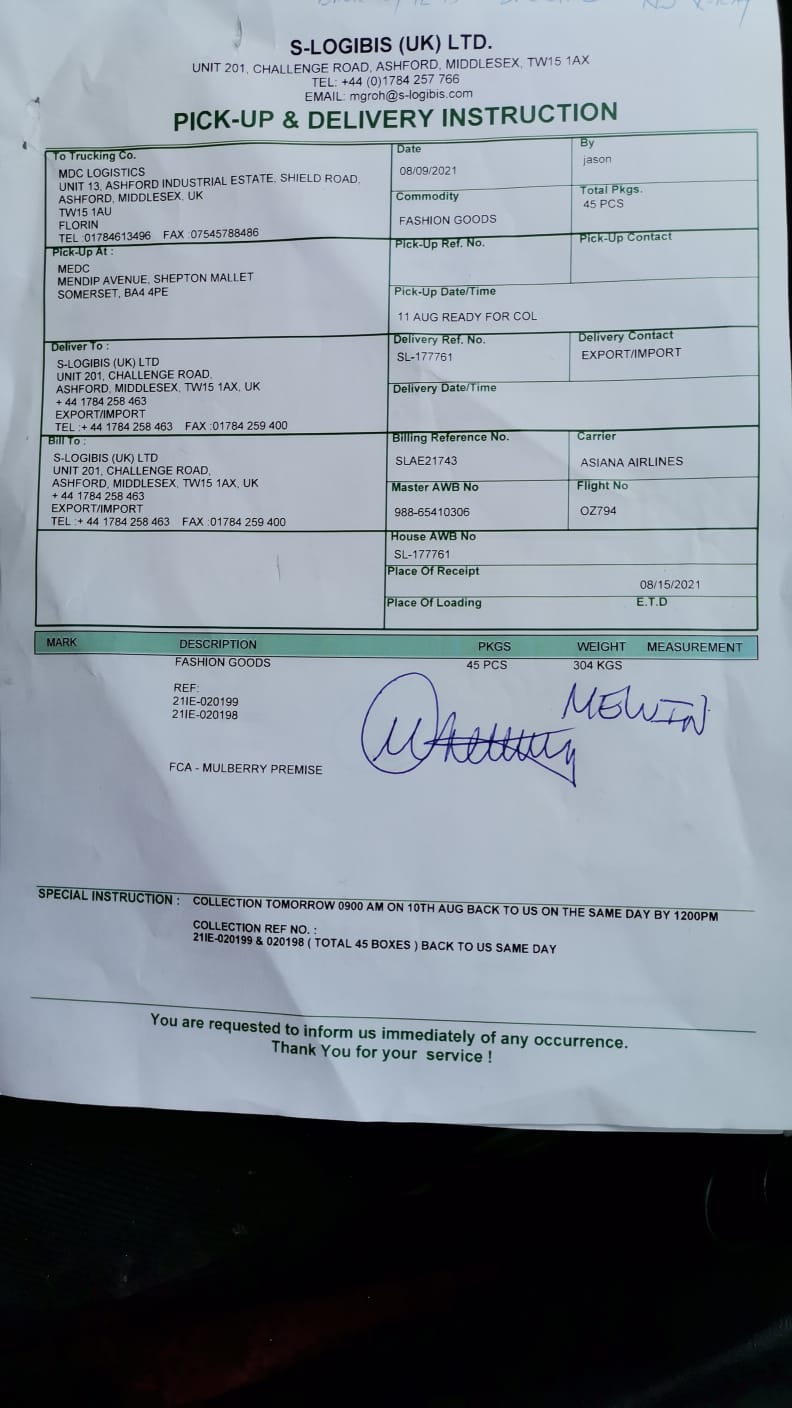 S-LOGIBIS (UK) LTD.
UNIT 201, CHALLENGE ROAD, ASHFORD, MIDDLESEX, TW15 1AX
TEL: +44 (0)1784 257 766
EMAIL: mgroh@s-logibis.com
PICK-UP & DELIVERY INSTRUCTION
To Trucking Co.
MDC LOGISTICS
UNIT 13, ASHFORD INDUSTRIAL ESTATE, SHIELD ROAD,
ASHFORD, MIDDLESEX, UK
TW15 1AU
FLORIN
TEL :01784613496 FAX :07545788486
Date
08/09/2021
By
jason
Commodity
FASHION GOODS
Total Pkgs.
45 PCS
Pick-Up At :
MEDC
MENDIP AVENUE, SHEPTON MALLET
SOMERSET, BA4 4PE
Pick-Up Ref. No.
Pick-Up Contact
Pick-Up Date/Time
11 AUG READY FOR COL
Deliver To :
S-LOGIBIS (UK) LTD
UNIT 201, CHALLENGE ROAD,
ASHFORD, MIDDLESEX, TW15 1AX, UK
+ 44 1784 258 463
EXPORT/IMPORT
TEL :+ 44 1784 258 463 FAX :01784 259 400
Delivery Ref. No.
SL-177761
Delivery Contact
EXPORT/IMPORT
Delivery Date/Time
Bill To :
S-LOGIBIS (UK) LTD
UNIT 201, CHALLENGE ROAD,
ASHFORD, MIDDLESEX, TW15 1AX, UK
+ 44 1784 258 463
EXPORT/IMPORT
TEL :+ 44 1784 258 463 FAX :01784 259 400
Billing Reference No.
SLAE21743
Carrier
ASIANA AIRLINES
Master AWB No
988-65410306
Flight No
OZ794
House AWB No
SL-177761
Place Of Receipt
08/15/2021
Place Of Loading E.T.D
MARK DESCRIPTION PKGS WEIGHT MEASUREMENT
FASHION GOODS 45 PCS 304 KGS
REF:
21IE-020199
21IE-020198
MELVIN
FCA - MULBERRY PREMISE
SPECIAL INSTRUCTION : COLLECTION TOMORROW 0900 AM ON 10TH AUG BACK TO US ON THE SAME DAY BY 1200PM
COLLECTION REF NO. :
21IE-020199 & 020198 ( TOTAL 45 BOXES ) BACK TO US SAME DAY
You are requested to inform us immediately of any occurrence.
Thank You for your service !